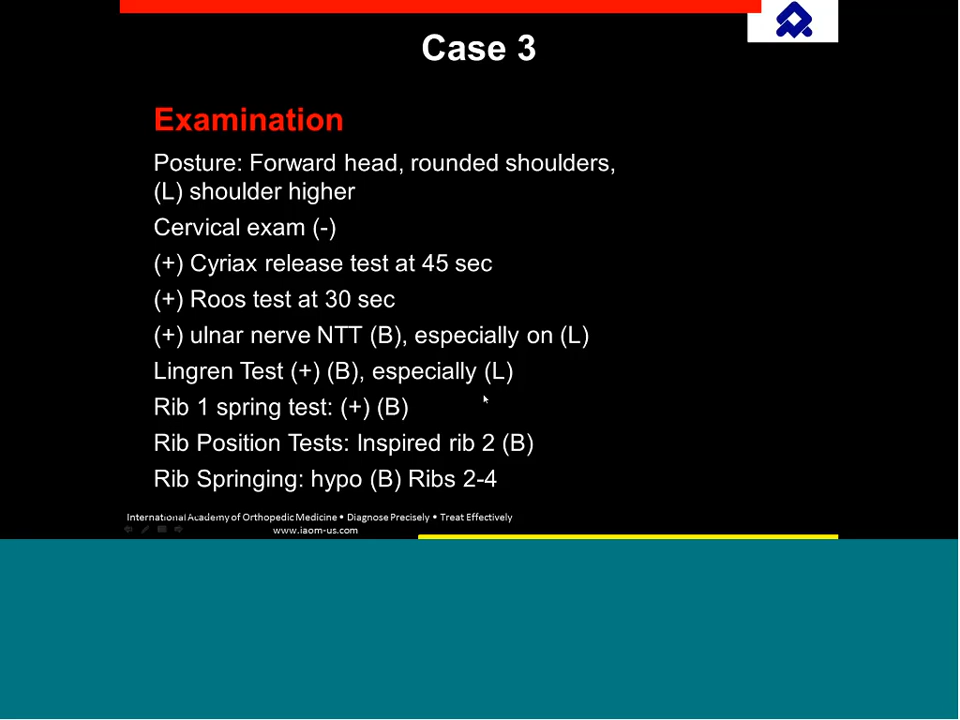 Case 3
Examination
Posture: Forward head, rounded shoulders,
(L) shoulder higher
Cervical exam (-)
(+) Cyriax release test at 45 sec
(+) Roos test at 30 sec
(+) ulnar nerve NTT (B), especially on (L)
Lingren Test (+) (B), especially (L)
Rib 1 spring test: (+) (B)
Rib Position Tests: Inspired rib 2 (B)
Rib Springing: hypo (B) Ribs 2-4
International Academy of Orthopedic Medicine • Diagnose Precisely • Treat Effectively
www.iaom-us.com